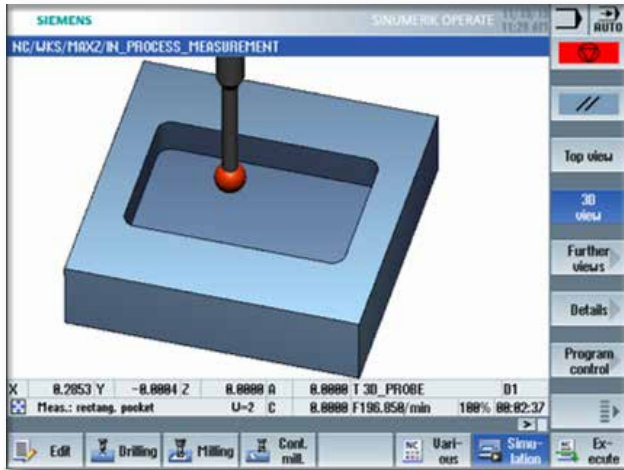 SIEMENS
SINUMERIK OPERATE
AUTO
NC/WKS/MAXZ/IN_PROCESS_MEASUREMENT
Top view
3D
view
Further
views
Details
Program
control
X 0.2853 Y -0.0004 Z 0.0000 A 0.0000 T 3D_PROBE D1
Meas.: rectang. pocket U=2 C 0.0000 F196.850/min 100% 00:02:37
Edit
Drilling
Milling
Cont.
mill.
NC
Vari-
ous
Simu-
lation
Ex-
ecute